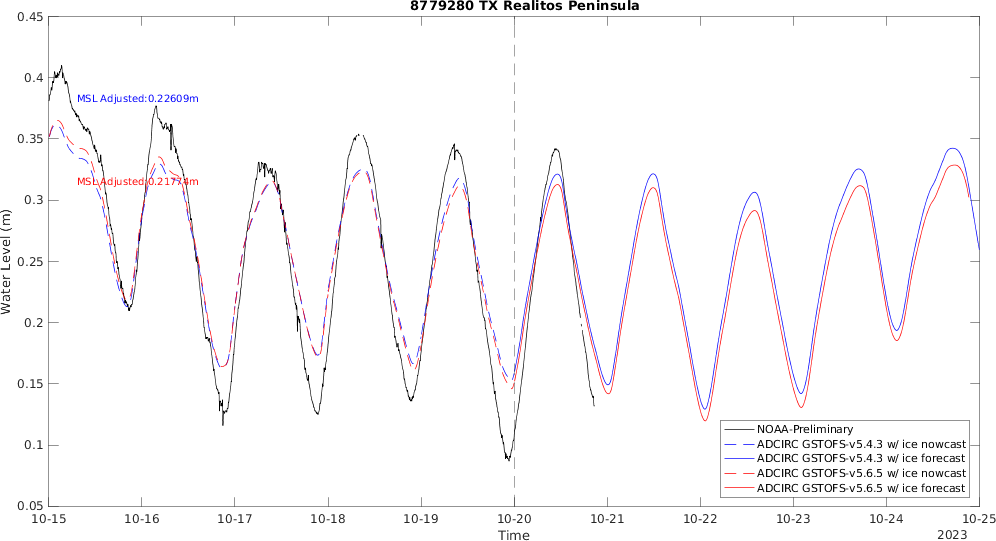 8779280 TX Realitos Peninsula
0.45
0.4
0.35
0.3
0.25
0.2
0.15
0.1
0.05
Water Level (m)
MSL Adjusted:0.22609m
MSL
NOAA-Preliminary
ADCIRC GSTOFS-v5.4.3 w/ ice nowcast
ADCIRC GSTOFS-v5.4.3 w/ ice forecast
ADCIRC GSTOFS-v5.6.5 w/ ice nowcast
ADCIRC GSTOFS-v5.6.5 w/ ice forecast
10-15 10-16 10-17 10-18 10-19 10-20 10-21 10-22 10-23 10-24 10-25
Time
2023